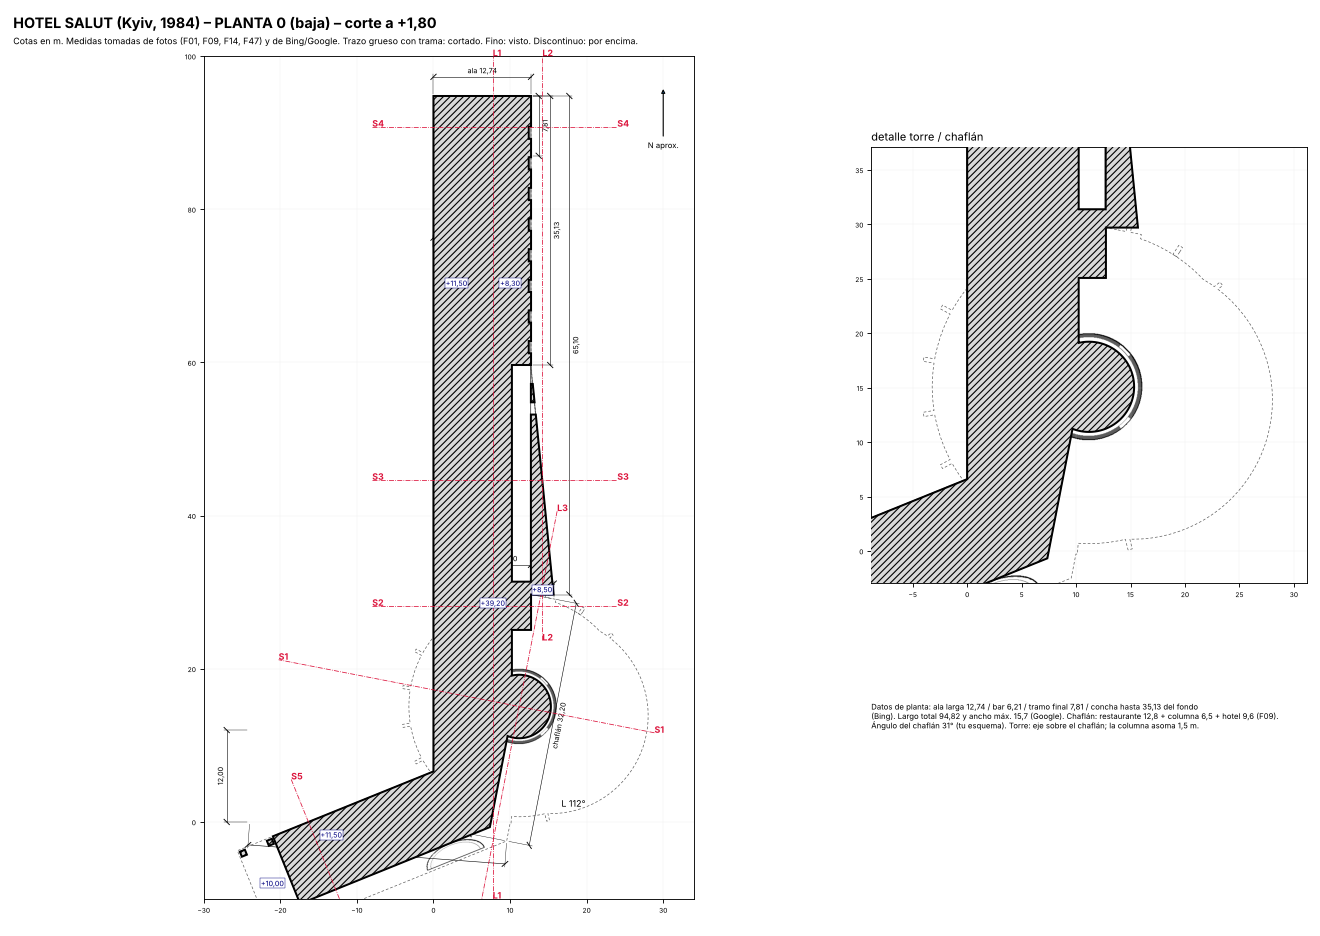 HOTEL SALUT (Kyiv, 1984) – PLANTA 0 (baja) – corte a +1,80
Cotas en m. Medidas tomadas de fotos (F01, F09, F14, F47) y de Bing/Google. Trazo grueso con trama: cortado. Fino: visto. Discontinuo: por encima.
L1 L2
100
ala 12,74
S4 S4
7,81
N aprox.
80
35,13
+11,50 +8,30
65,10
60
S3 S3
L3
40
0
+8,50
S2 +39,20 S2
L2
20
S1
S1
chaflán 32,20
12,00
S5
L 112°
0
+11,50
+10,00
L1
−30 −20 −10 0 10 20 30
detalle torre / chaflán
35
30
25
20
15
10
5
0
−5 0 5 10 15 20 25 30
Datos de planta: ala larga 12,74 / bar 6,21 / tramo final 7,81 / concha hasta 35,13 del fondo
(Bing). Largo total 94,82 y ancho máx. 15,7 (Google). Chaflán: restaurante 12,8 + columna 6,5 + hotel 9,6 (F09).
Ángulo del chaflán 31° (tu esquema). Torre: eje sobre el chaflán; la columna asoma 1,5 m.